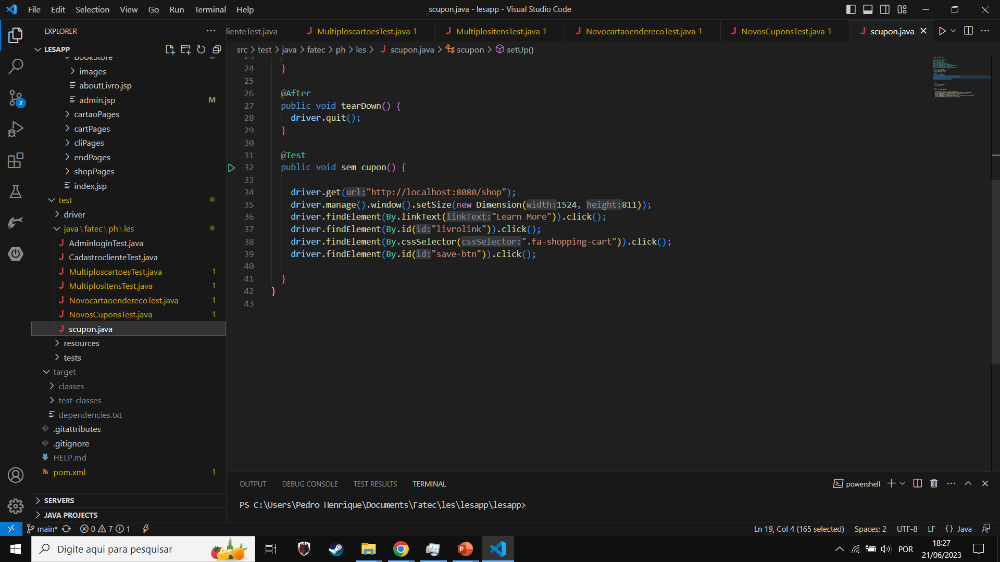 File Edit Selection View Go Run Terminal Help
scupon.java - lesapp - Visual Studio Code
EXPLORER
LESAPP
bookStore
images
aboutLivro.jsp
admin.jsp M
cartaoPages
cartPages
cliPages
endPages
shopPages
index.jsp
test
driver
java\fatec\ph\les
AdminloginTest.java
CadastroclienteTest.java
MultiploscartoesTest.java 1
MultiplositensTest.java 1
NovocartaoenderecoTest.java 1
NovosCuponsTest.java 1
scupon.java
resources
tests
target
classes
test-classes
dependencies.txt
.gitattributes
.gitignore
HELP.md
pom.xml 1
SERVERS
JAVA PROJECTS
2
lienteTest.java MultiploscartoesTest.java 1 MultiplositensTest.java 1 NovocartaoenderecoTest.java 1 NovosCuponsTest.java 1 scupon.java
src > test > java > fatec > ph > les > scupon.java > scupon > setUp()
23
24 }
25
26 @After
27 public void tearDown() {
28 driver.quit();
29 }
30
31 @Test
32 public void sem_cupon() {
33
34 driver.get(url:"http://localhost:8080/shop");
35 driver.manage().window().setSize(new Dimension(width:1524, height:811));
36 driver.findElement(By.linkText(linkText:"Learn More")).click();
37 driver.findElement(By.id(id:"livrolink")).click();
38 driver.findElement(By.cssSelector(cssSelector:".fa-shopping-cart")).click();
39 driver.findElement(By.id(id:"save-btn")).click();
40
41 }
42 }
43
OUTPUT DEBUG CONSOLE TEST RESULTS TERMINAL
powershell
PS C:\Users\Pedro Henrique\Documents\Fatec\les\lesapp\lesapp>
main* 0 7 1
Ln 19, Col 4 (165 selected) Spaces: 2 UTF-8 LF {} Java
Digite aqui para pesquisar
POR
18:27
21/06/2023